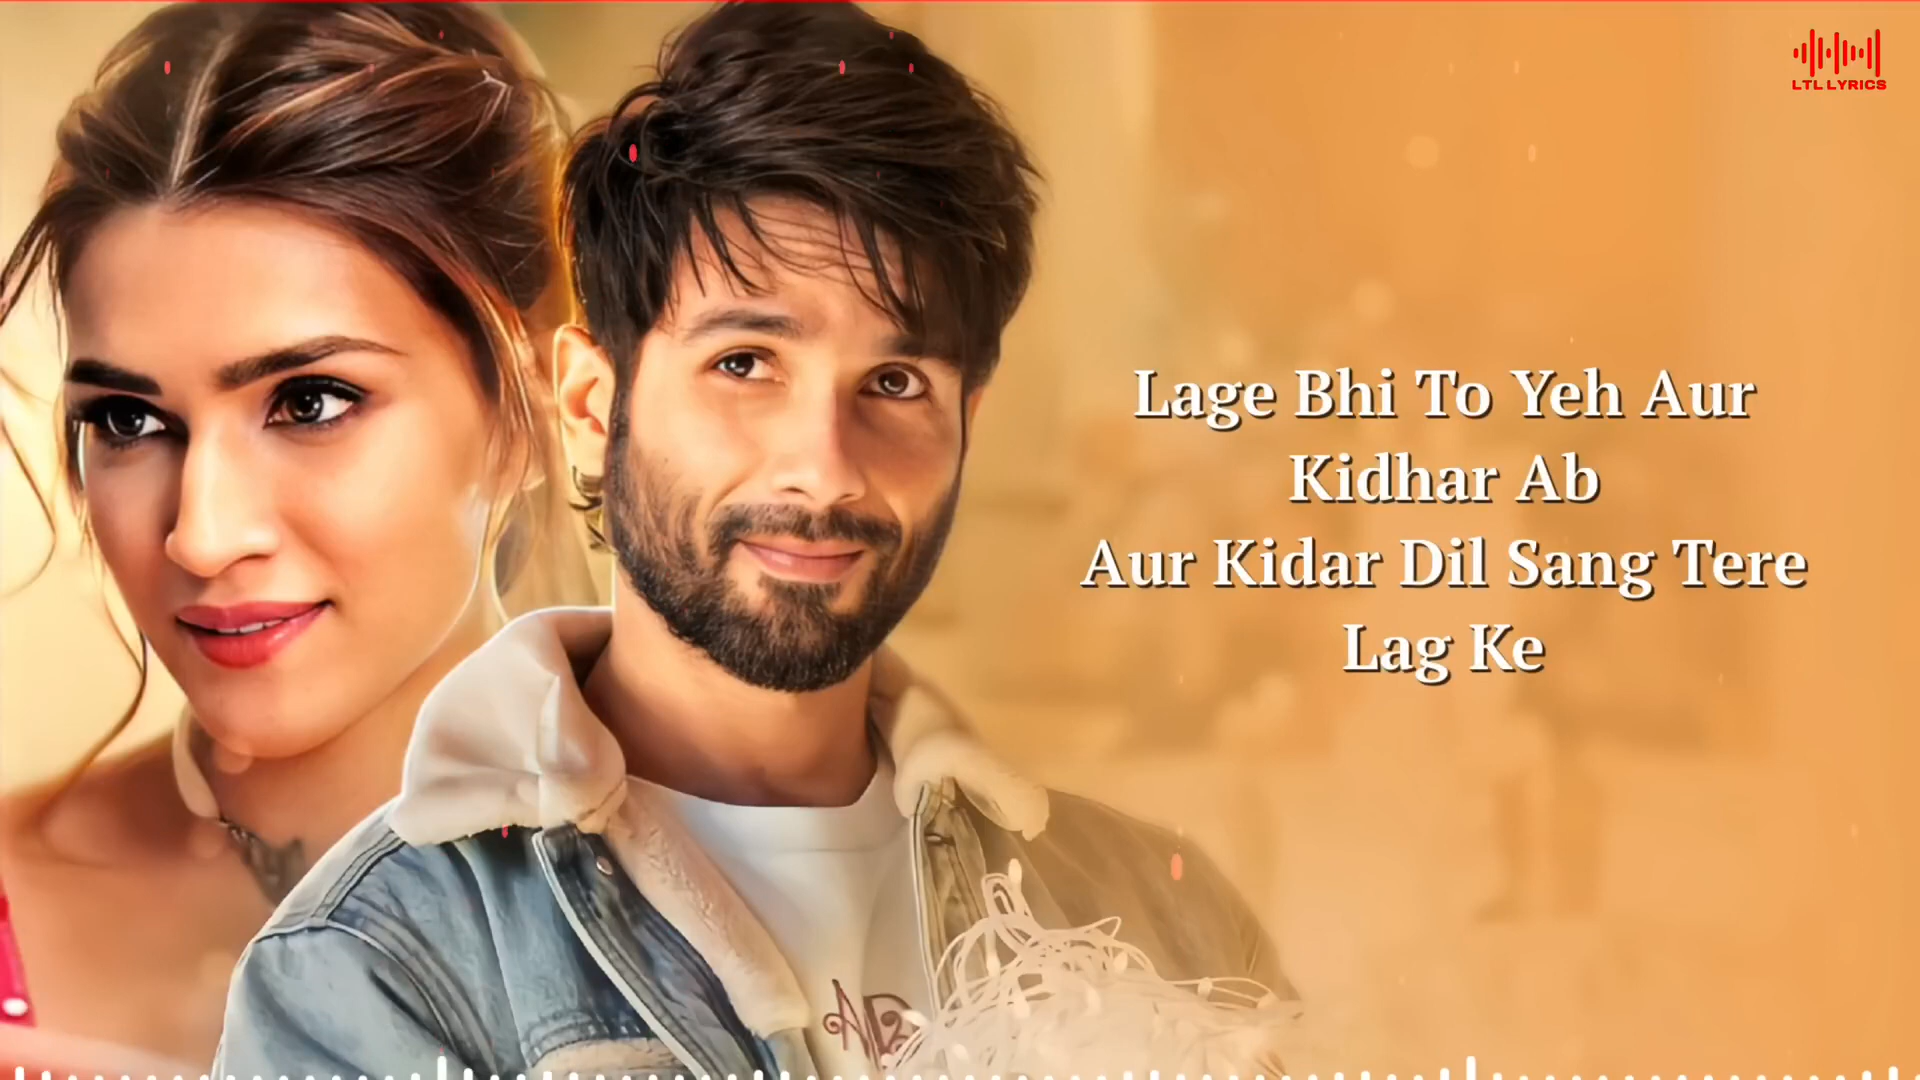 LTL LYRICS
Lage Bhi To Yeh Aur
Kidhar Ab
Aur Kidar Dil Sang Tere
Lag Ke